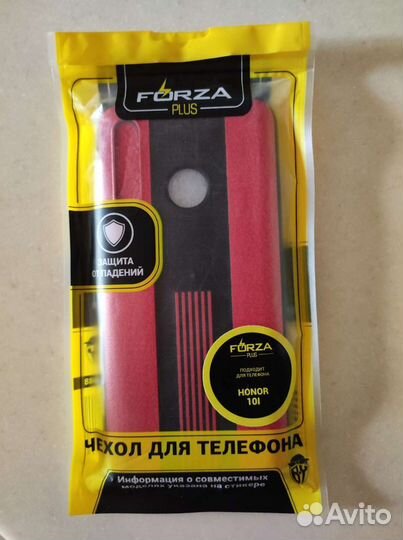 FORZA
PLUS
ЗАЩИТА
ОТ ПАДЕНИЙ
FORZA
PLUS
ПОДХОДИТ
ДЛЯ ТЕЛЕФОНА
HONOR
10I
ЧЕХОЛ ДЛЯ ТЕЛЕФОНА
Информация о совместимых
моделях указана на стикере
BY
Avito